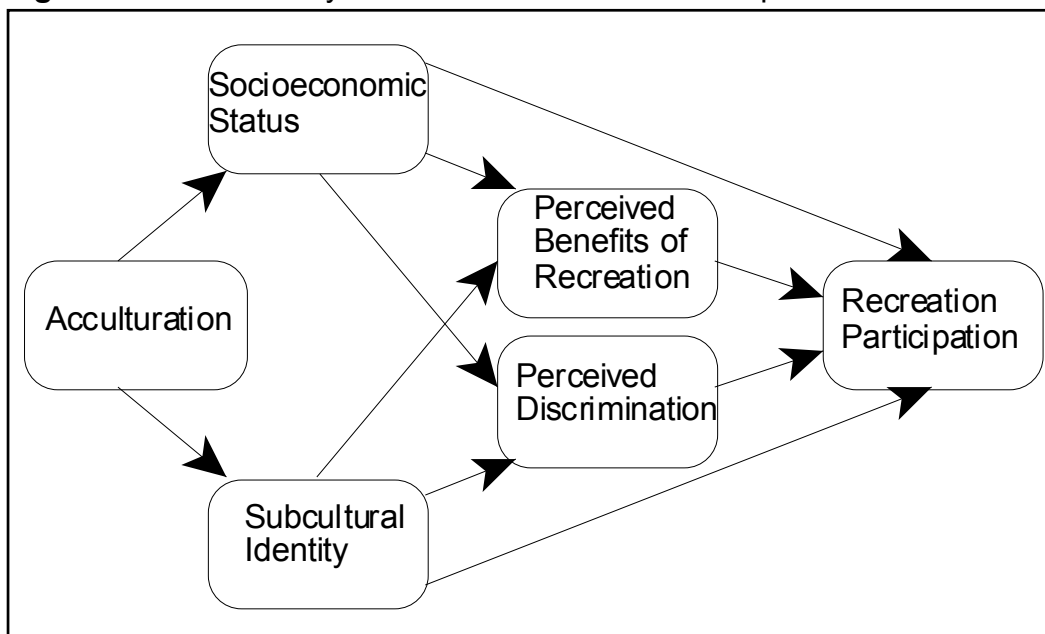 Socioeconomic
Status
Perceived
Benefits of
Recreation
Acculturation
Recreation
Participation
Perceived
Discrimination
Subcultural
Identity